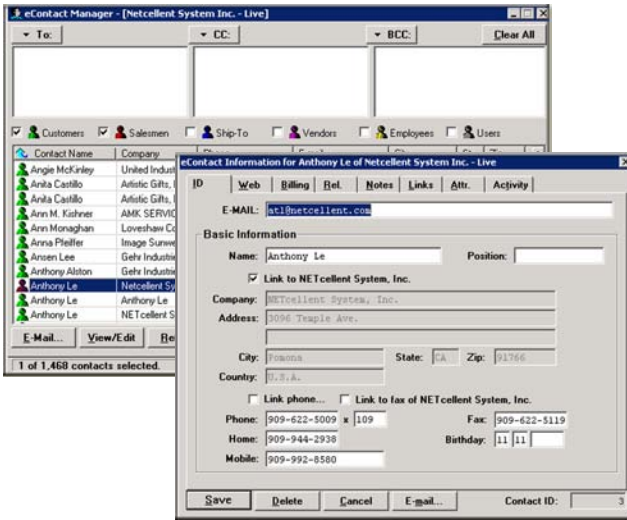 eContact Manager - [Netcellent System Inc. - Live]
To: CC: BCC: Clear All
Customers Salesmen Ship-To Vendors Employees Users
Contact Name Company
Angie McKinley United Indust
Anita Castillo Artistic Gifts, I
Anita Castillo Artistic Gifts, I
Ann M. Kishner AMK SERVIC
Ann Monaghan Loveshaw Co
Anna Pfeiffer Image Sunwe
Ansen Lee Gehr Industrie
Anthony Alston Gehr Industrie
Anthony Le Netcellent Sy
Anthony Le Anthony Le
Anthony Le NETcellent S
E-Mail... View/Edit Re
1 of 1,468 contacts selected.
eContact Information for Anthony Le of Netcellent System Inc. - Live
ID Web Billing Rel. Notes Links Attr. Activity
E-MAIL: atl@netcellent.com
Basic Information
Name: Anthony Le Position:
Link to NETcellent System, Inc.
Company: NETcellent System, Inc.
Address: 3096 Temple Ave.
City: Pomona State: CA Zip: 91766
Country: U.S.A.
Link phone... Link to fax of NETcellent System, Inc.
Phone: 909-622-5009 x 109 Fax: 909-622-5119
Home: 909-944-2938 Birthday: 11 11
Mobile: 909-992-8580
Save Delete Cancel E-mail... Contact ID: 3